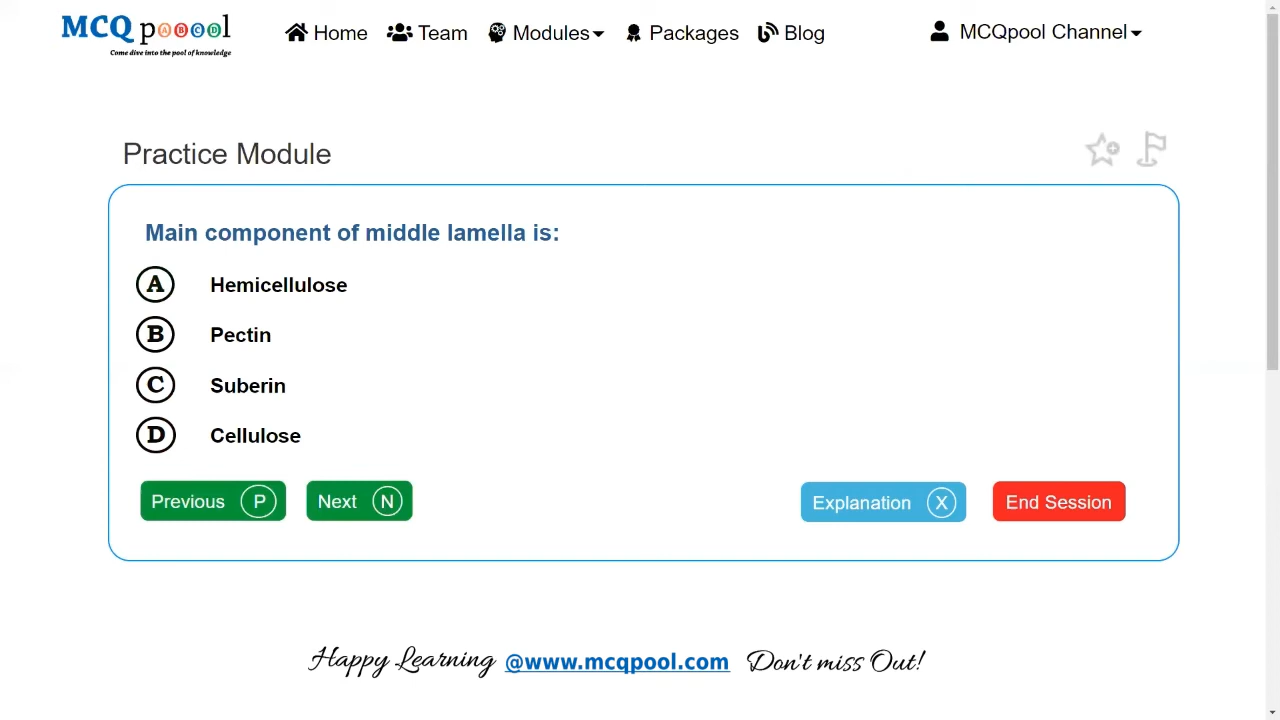 MCQ pooool
A B C D
Come dive into the pool of knowledge
Home Team Modules Packages Blog MCQpool Channel
Practice Module
Main component of middle lamella is:
A Hemicellulose
B Pectin
C Suberin
D Cellulose
Previous P Next N Explanation X End Session
Happy Learning @www.mcqpool.com Don't miss Out!